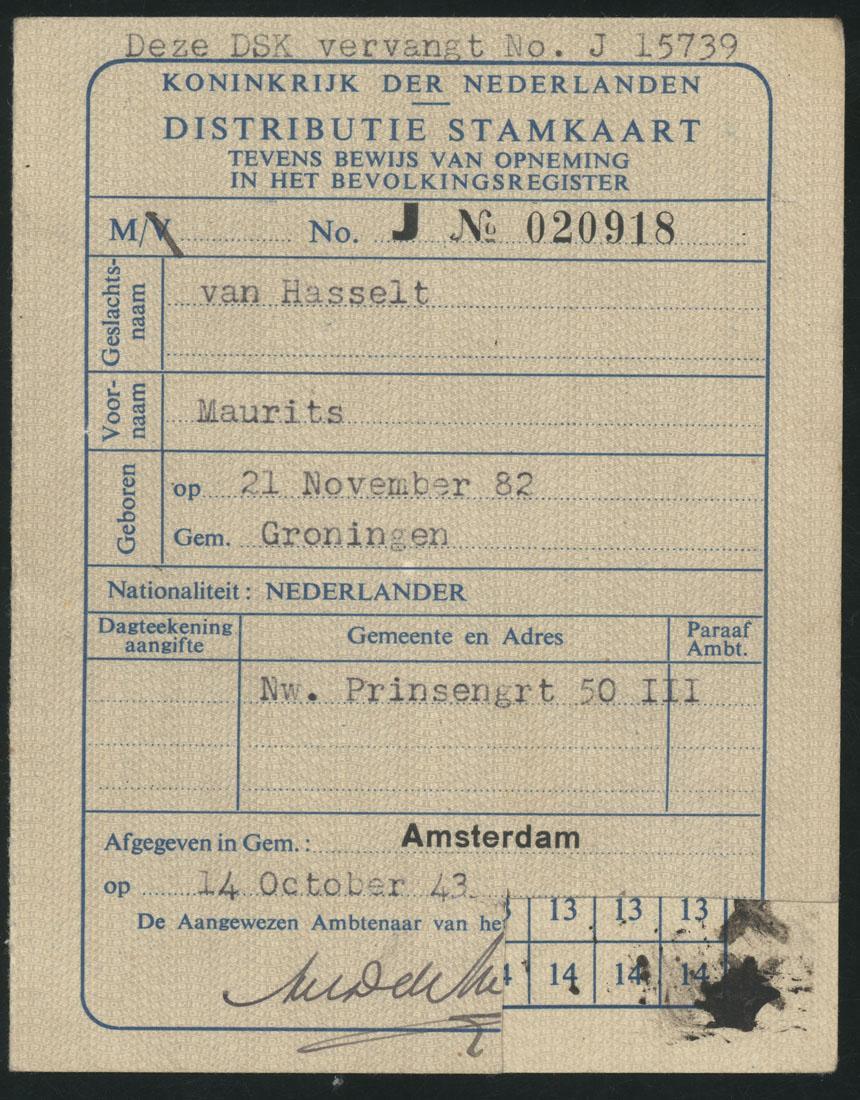 Deze DSK vervangt No. J 15739
KONINKRIJK DER NEDERLANDEN
DISTRIBUTIE STAMKAART
TEVENS BEWIJS VAN OPNEMING
IN HET BEVOLKINGSREGISTER
M/V No. J № 020918
Geslachts-
naam
van Hasselt
Voor-
naam
Maurits
Geboren
op 21 November 82
Gem. Groningen
Nationaliteit: NEDERLANDER
Dagteekening
aangifte
Gemeente en Adres
Paraaf
Ambt.
Nw. Prinsengrt 50 III
Afgegeven in Gem.: Amsterdam
op 14 October 43
De Aangewezen Ambtenaar van het
13 13 13
14 14 14